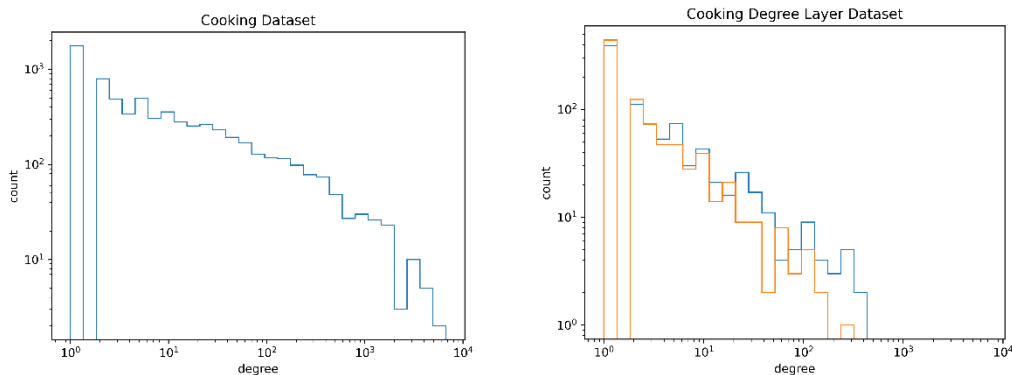 Cooking Dataset
count
10³
10²
10¹
10⁰ 10¹ 10² 10³ 10⁴
degree
Cooking Degree Layer Dataset
count
10²
10¹
10⁰
10⁰ 10¹ 10² 10³ 10⁴
degree